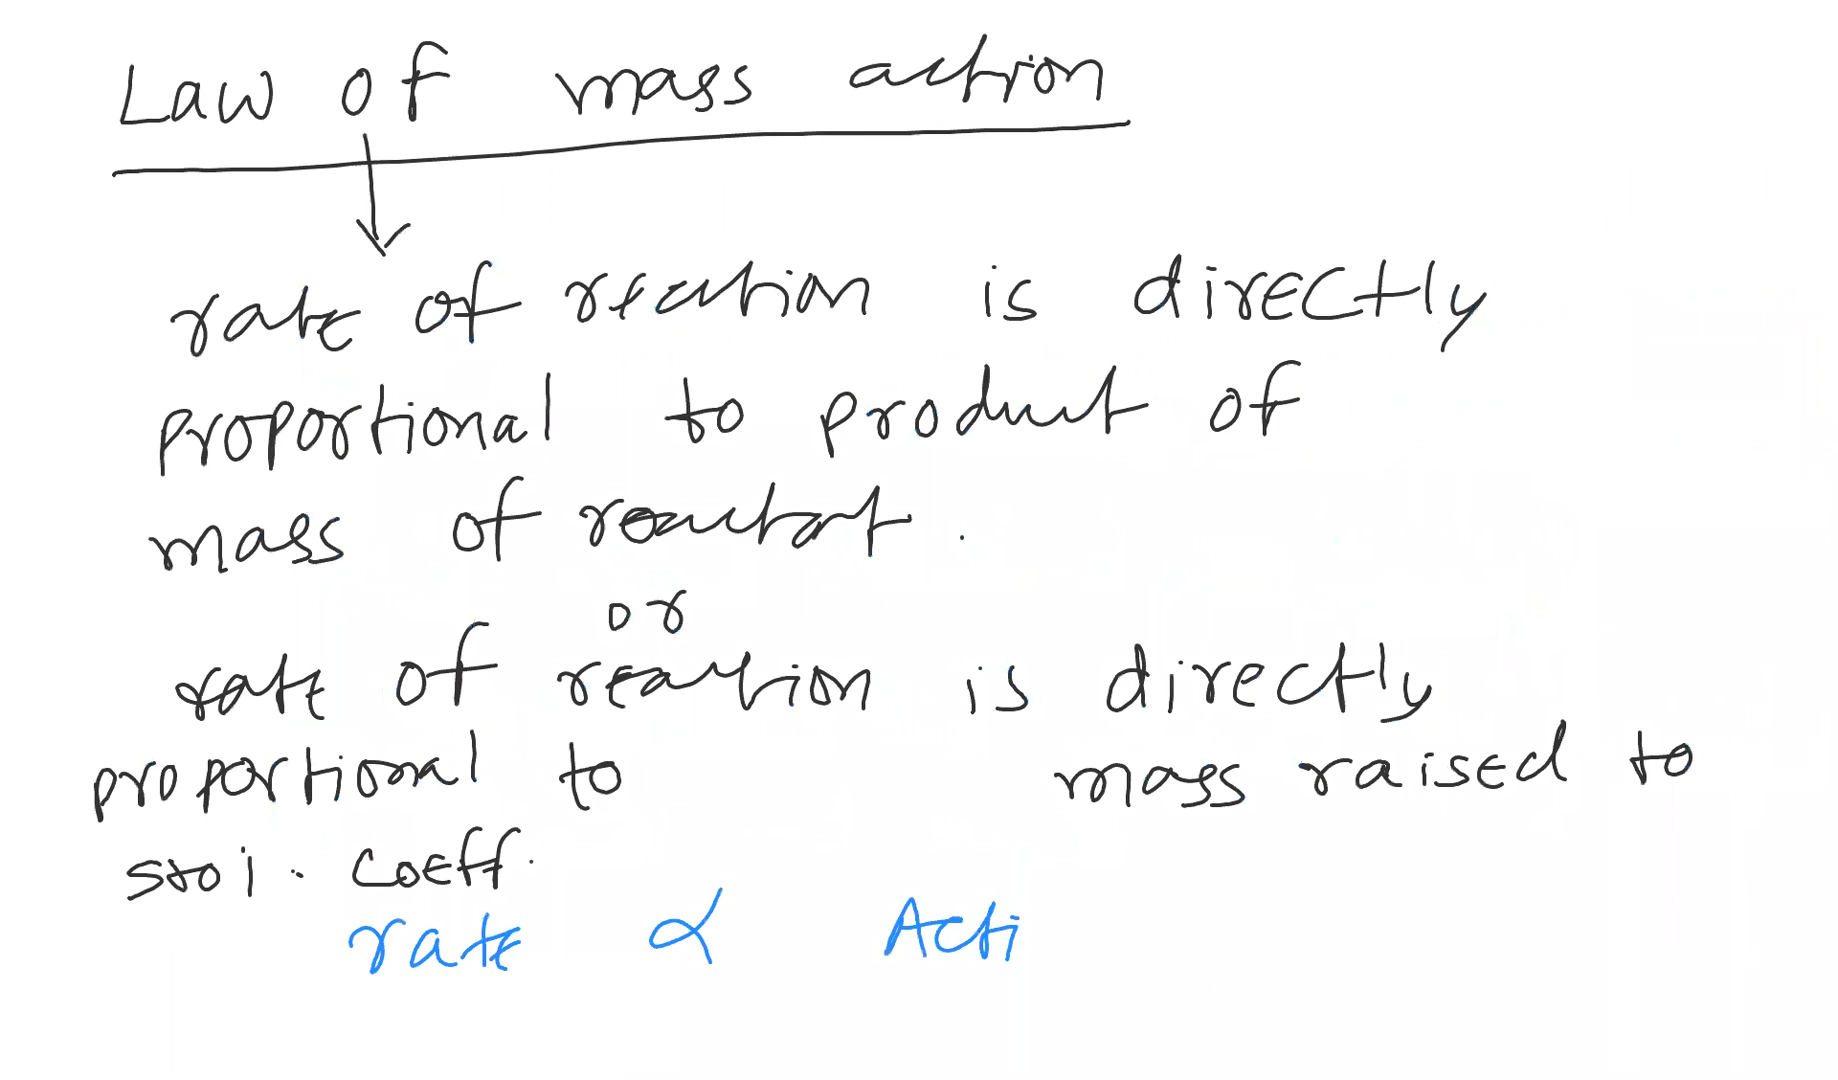 Law of mass action
rate of reaction is directly
proportional to product of
mass of reactant.
or
rate of reaction is directly
proportional to mass raised to
stoi. coeff.
rate ∝ Acti